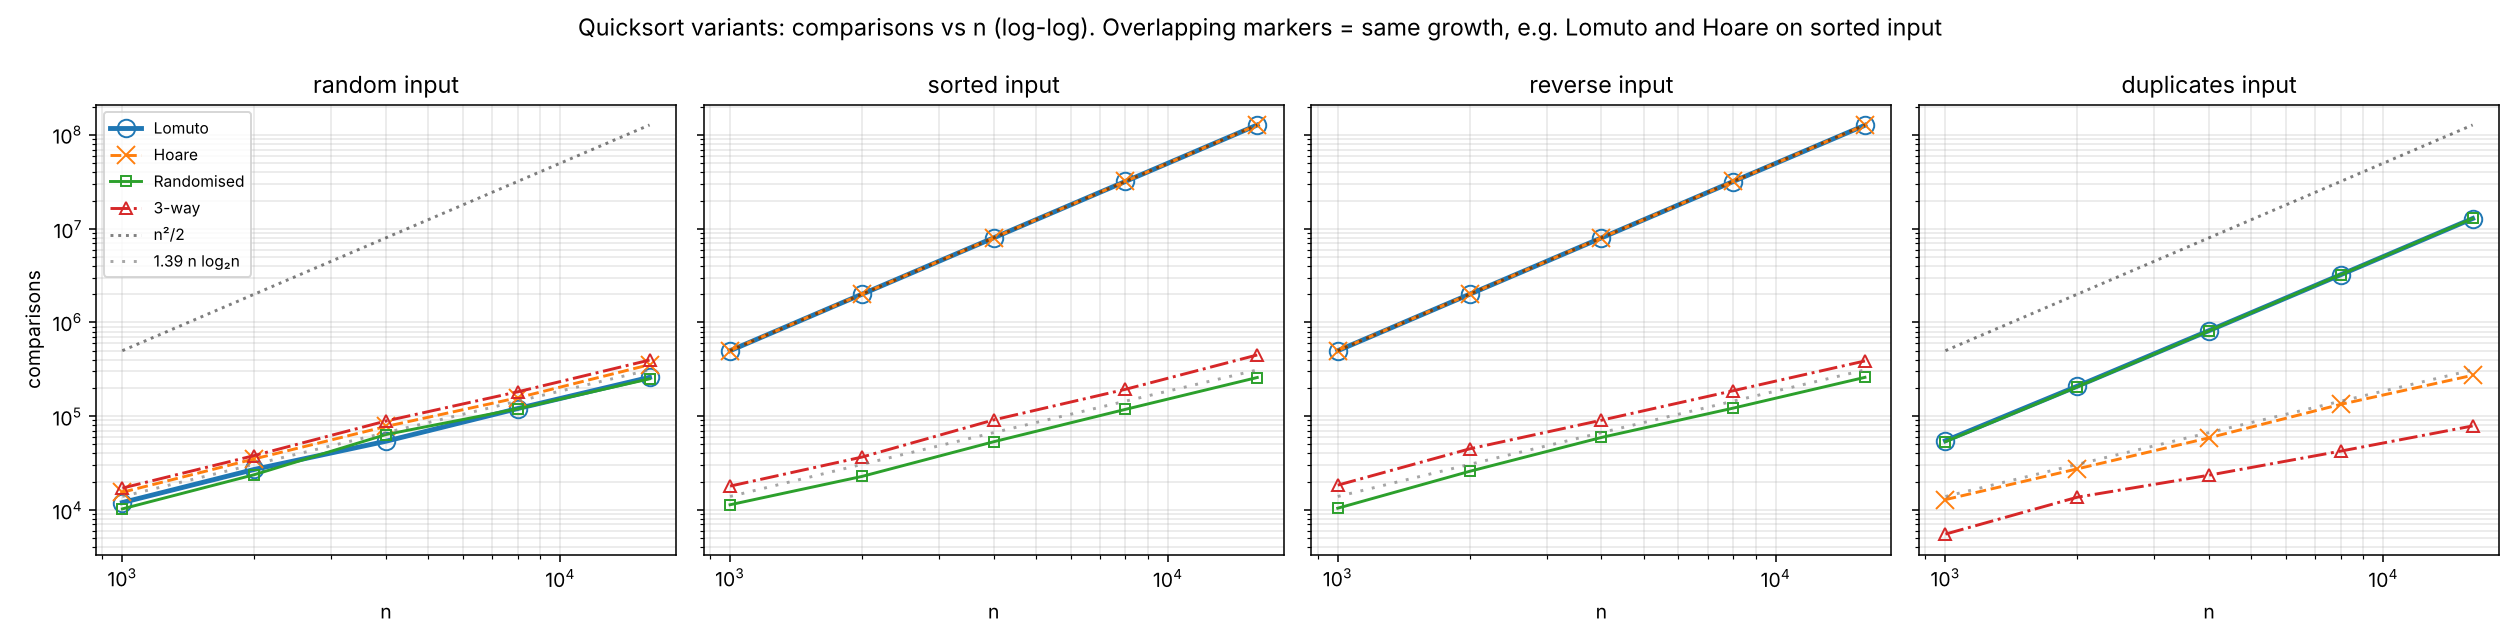 Quicksort variants: comparisons vs n (log-log). Overlapping markers = same growth, e.g. Lomuto and Hoare on sorted input
random input
sorted input
reverse input
duplicates input
Lomuto
Hoare
Randomised
3-way
n²/2
1.39 n log₂n
comparisons
10⁸
10⁷
10⁶
10⁵
10⁴
10³ 10⁴
10³ 10⁴
10³ 10⁴
10³ 10⁴
n
n
n
n